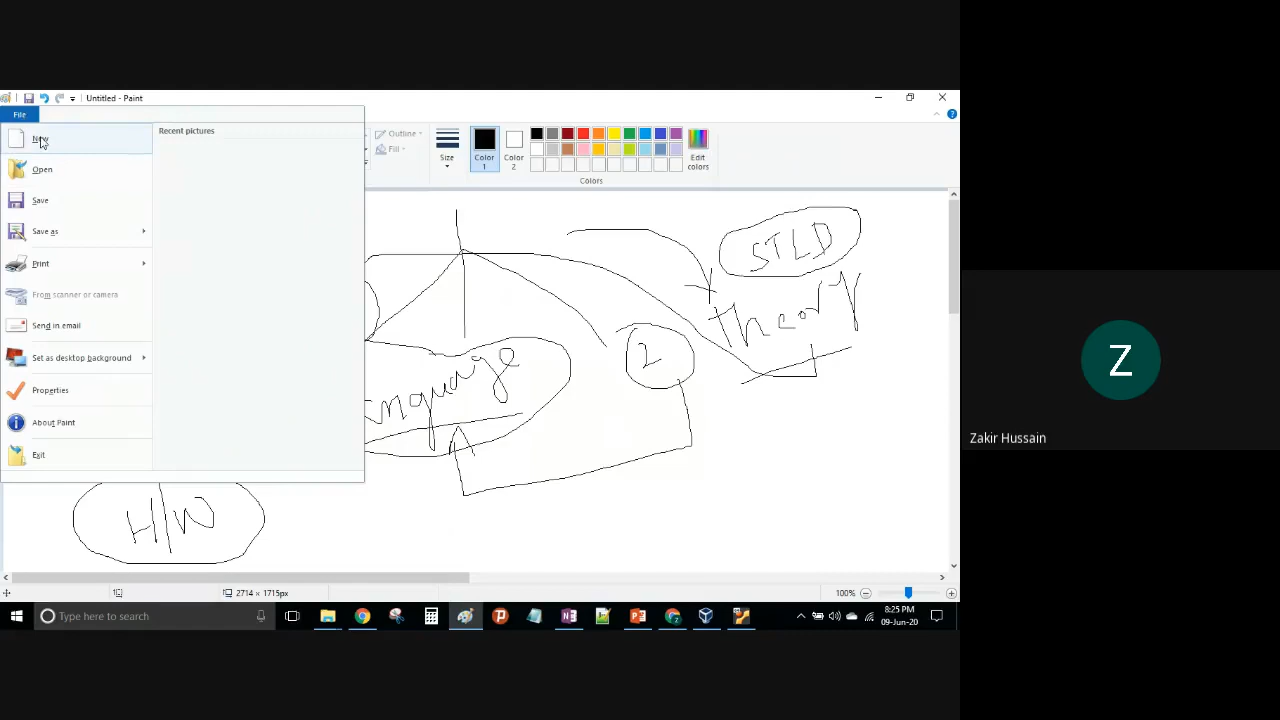 Untitled - Paint
File
New
Recent pictures
Open
Save
Save as
Print
From scanner or camera
Send in email
Set as desktop background
Properties
About Paint
Exit
Outline
Fill
Size
Color
1
Color
2
Edit
colors
Colors
STLD
theory
2
nguage
H/W
Z
Zakir Hussain
2714 × 1715px
100%
Type here to search
8:25 PM
09-Jun-20